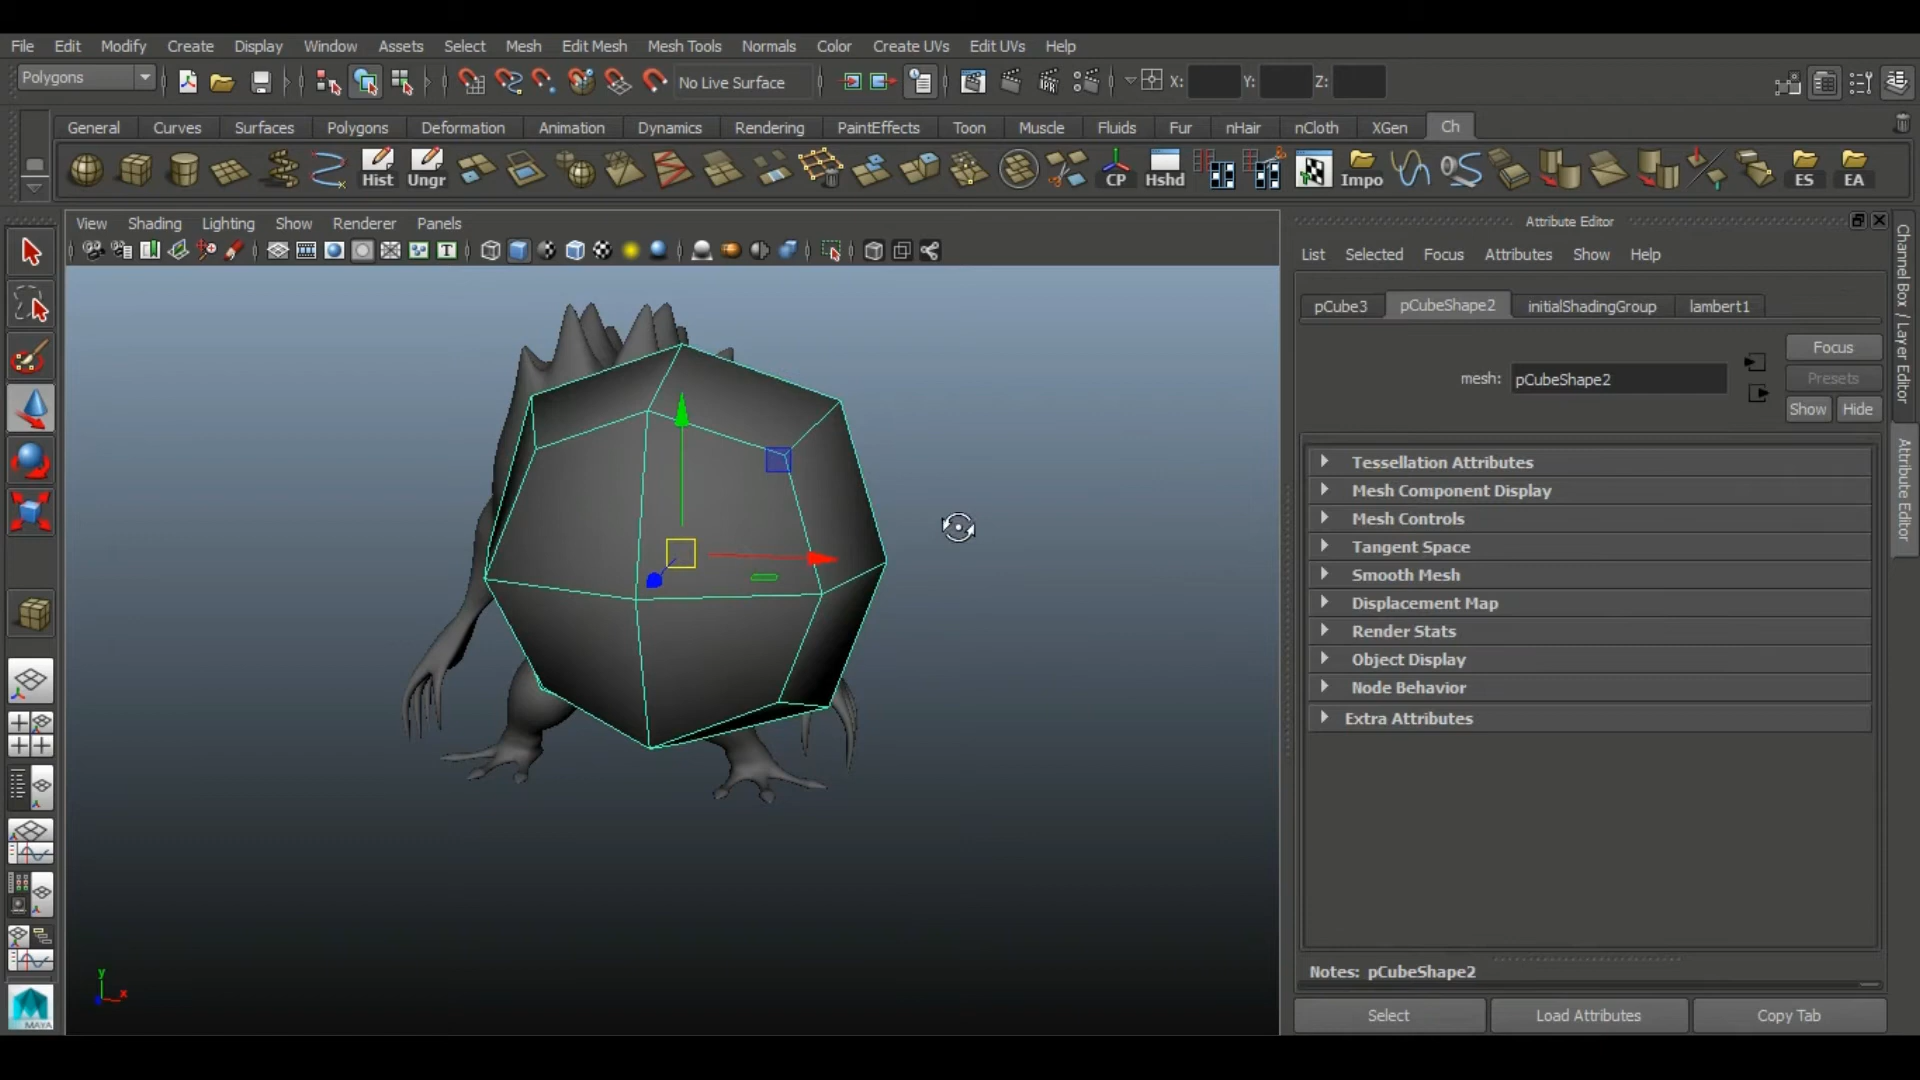 File Edit Modify Create Display Window Assets Select Mesh Edit Mesh Mesh Tools Normals Color Create UVs Edit UVs Help
Polygons No Live Surface X: Y: Z:
General Curves Surfaces Polygons Deformation Animation Dynamics Rendering PaintEffects Toon Muscle Fluids Fur nHair nCloth XGen Ch
Hist Ungr CP Hshd Impo ES EA
View Shading Lighting Show Renderer Panels
T
Attribute Editor
List Selected Focus Attributes Show Help
pCube3 pCubeShape2 initialShadingGroup lambert1
Focus
mesh: pCubeShape2 Presets
Show Hide
Tessellation Attributes
Mesh Component Display
Mesh Controls
Tangent Space
Smooth Mesh
Displacement Map
Render Stats
Object Display
Node Behavior
Extra Attributes
Notes: pCubeShape2
Select Load Attributes Copy Tab
Channel Box / Layer Editor
Attribute Editor
y
x
MAYA